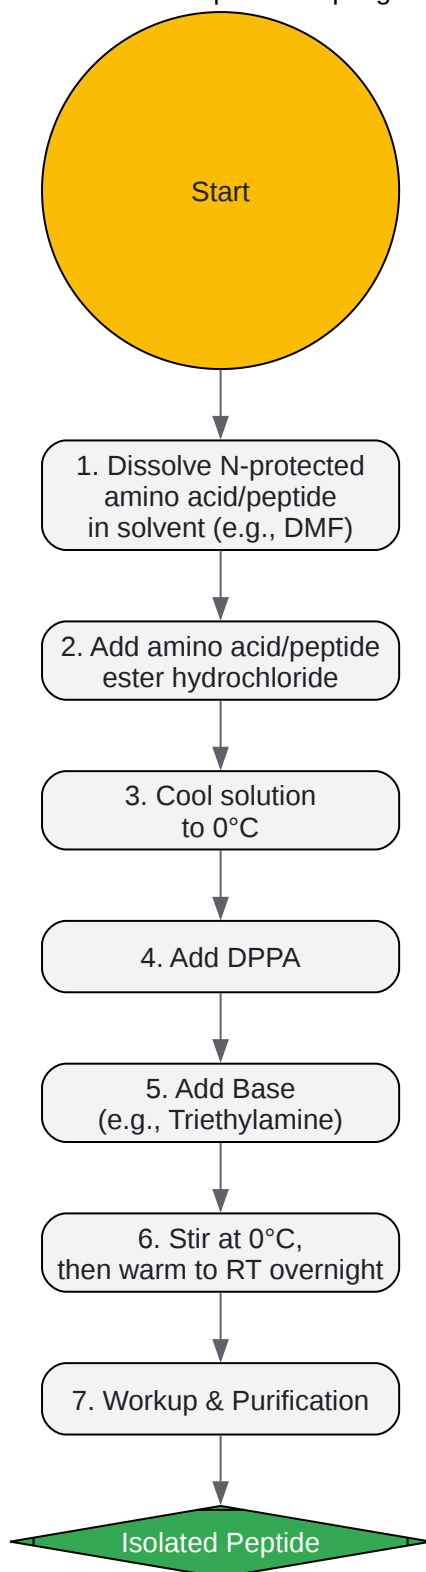 Start
1. Dissolve N-protected
amino acid/peptide
in solvent (e.g., DMF)
2. Add amino acid/peptide
ester hydrochloride
3. Cool solution
to 0°C
4. Add DPPA
5. Add Base
(e.g., Triethylamine)
6. Stir at 0°C,
then warm to RT overnight
7. Workup & Purification
Isolated Peptide